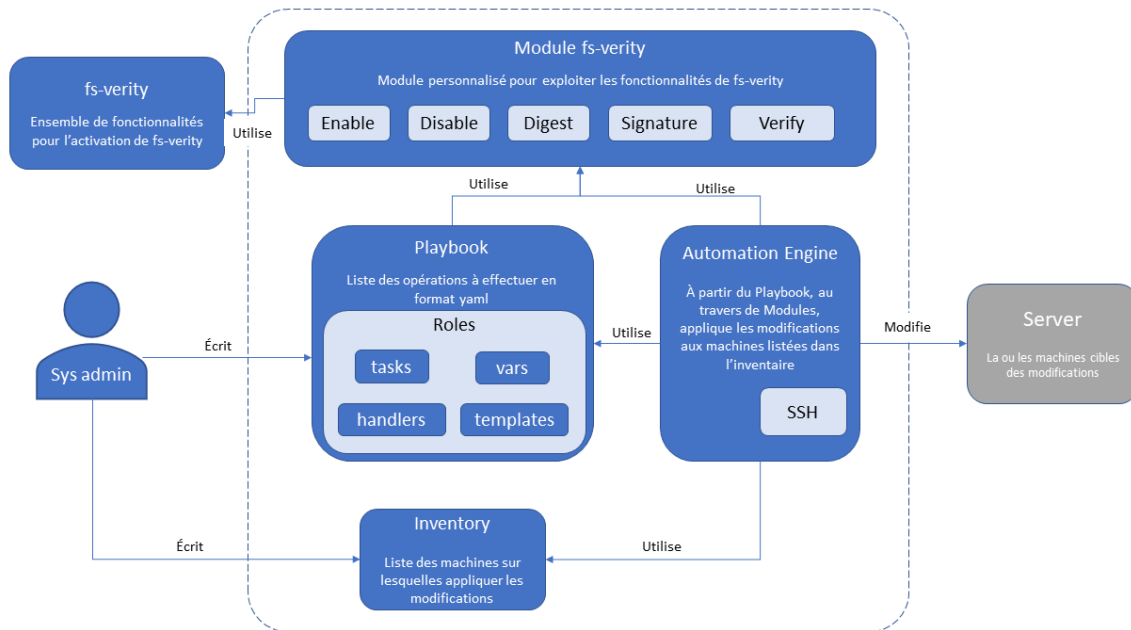 Module fs-verity
Module personnalisé pour exploiter les fonctionnalités de fs-verity
Enable
Disable
Digest
Signature
Verify
fs-verity
Ensemble de fonctionnalités
pour l'activation de fs-verity
Utilise
Utilise
Utilise
Playbook
Liste des opérations à effectuer en
format yaml
Roles
tasks
vars
handlers
templates
Automation Engine
À partir du Playbook, au
travers de Modules,
applique les modifications
aux machines listées dans
l'inventaire
SSH
Utilise
Modifie
Server
La ou les machines cibles
des modifications
Sys admin
Écrit
Écrit
Inventory
Liste des machines sur
lesquelles appliquer les
modifications
Utilise